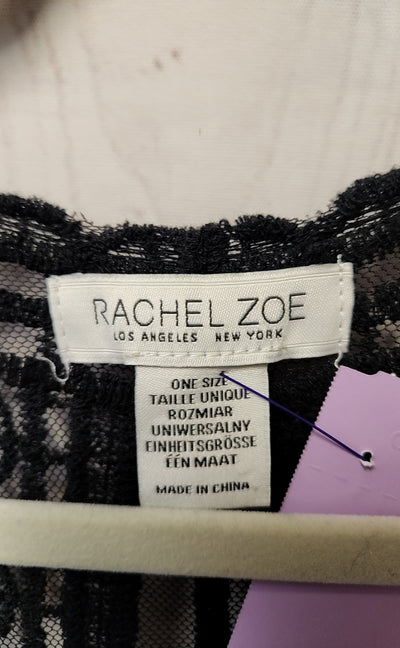 RACHEL ZOE
LOS ANGELES NEW YORK
ONE SIZE
TAILLE UNIQUE
ROZMIAR
UNIWERSALNY
EINHEITSGRÖSSE
ÉÉN MAAT
MADE IN CHINA